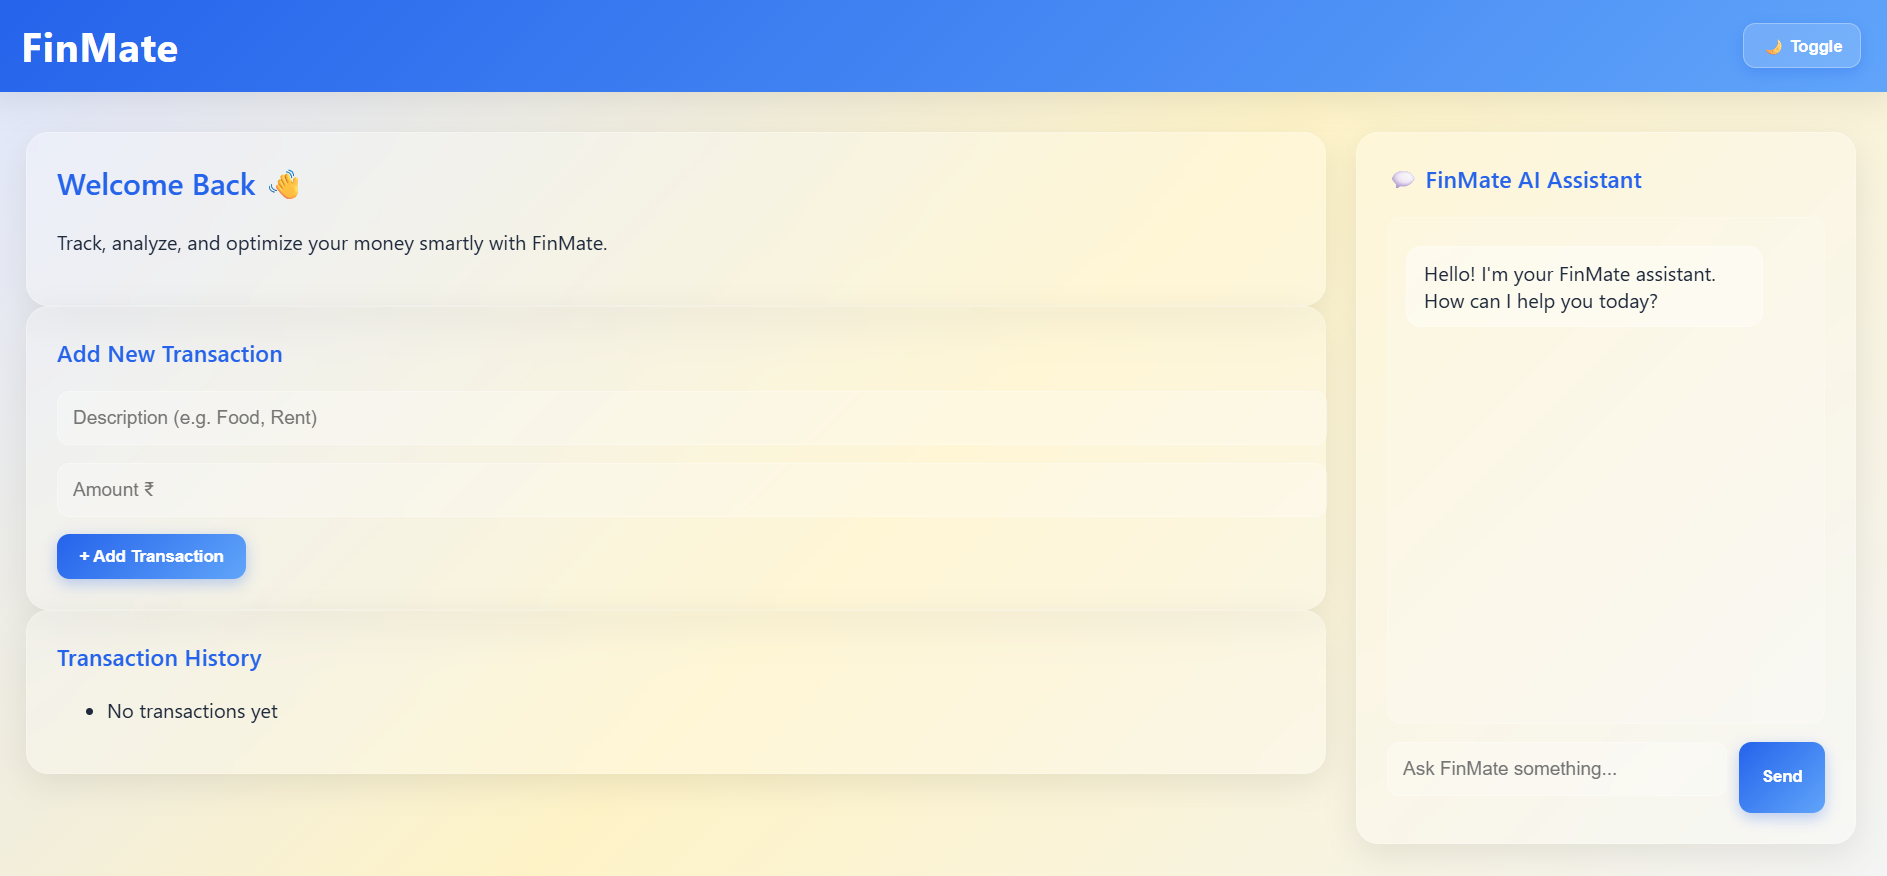 FinMate
🌙 Toggle
Welcome Back 👋
Track, analyze, and optimize your money smartly with FinMate.
Add New Transaction
Description (e.g. Food, Rent)
Amount ₹
+ Add Transaction
Transaction History
• No transactions yet
💬 FinMate AI Assistant
Hello! I'm your FinMate assistant.
How can I help you today?
Ask FinMate something...
Send